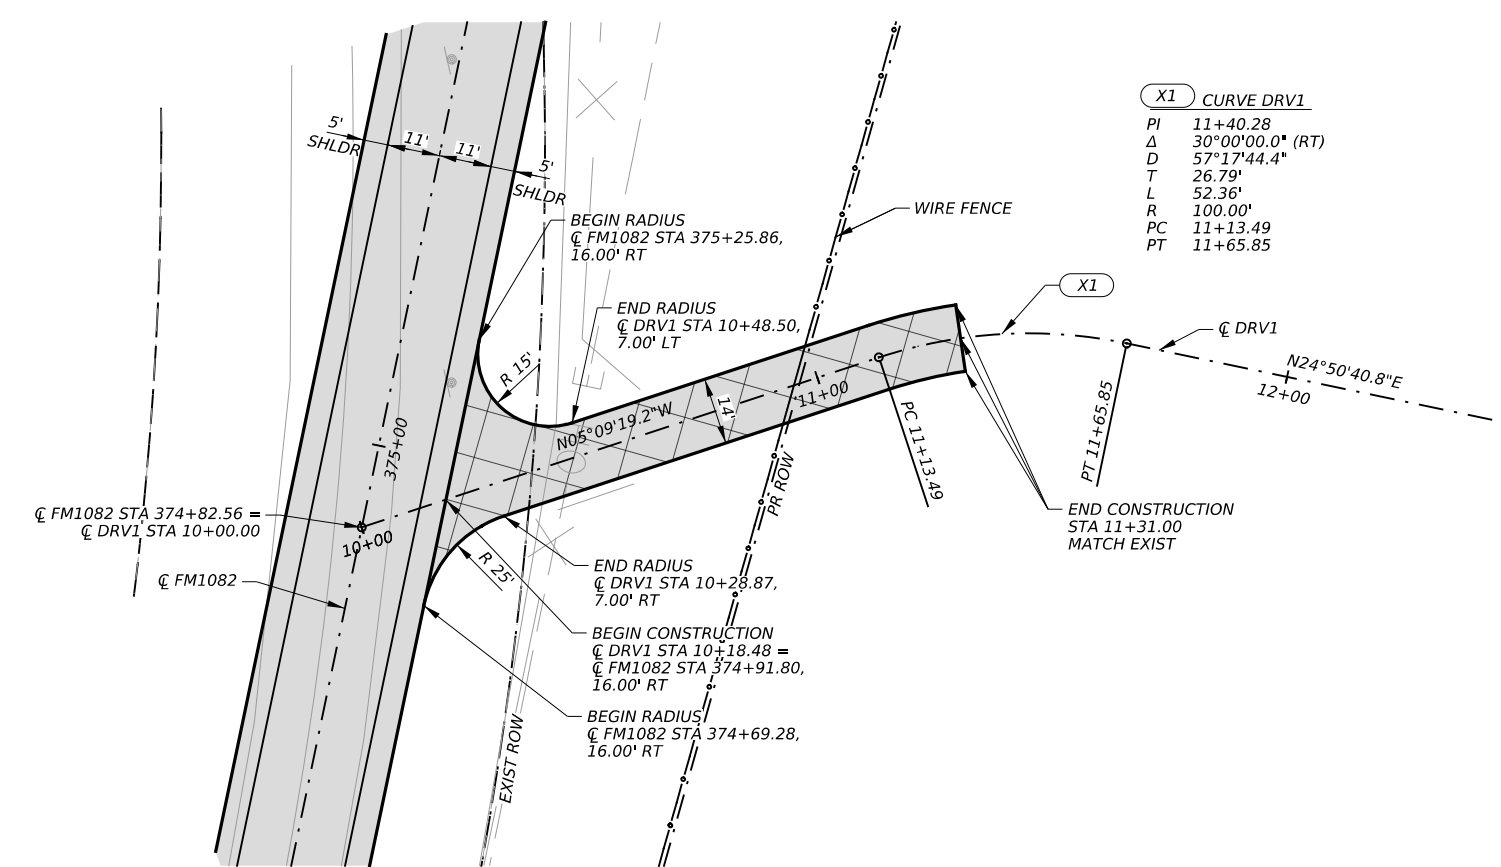 5'
SHLDR
11'
11'
5'
SHLDR
X1 CURVE DRV1
PI 11+40.28
Δ 30°00'00.0" (RT)
D 57°17'44.4"
T 26.79'
L 52.36'
R 100.00'
PC 11+13.49
PT 11+65.85
BEGIN RADIUS
℄ FM1082 STA 375+25.86,
16.00' RT
WIRE FENCE
END RADIUS
℄ DRV1 STA 10+48.50,
7.00' LT
X1
℄ DRV1
R 15'
N24°50'40.8"E
12+00
11+00
14'
N05°09'19.2"W
PC 11+13.49
PT 11+65.85
375+00
PR ROW
℄ FM1082 STA 374+82.56 =
℄ DRV1 STA 10+00.00
10+00
END CONSTRUCTION
STA 11+31.00
MATCH EXIST
℄ FM1082
R 25'
END RADIUS
℄ DRV1 STA 10+28.87,
7.00' RT
BEGIN CONSTRUCTION
℄ DRV1 STA 10+18.48 =
℄ FM1082 STA 374+91.80,
16.00' RT
BEGIN RADIUS
℄ FM1082 STA 374+69.28,
16.00' RT
EXIST ROW